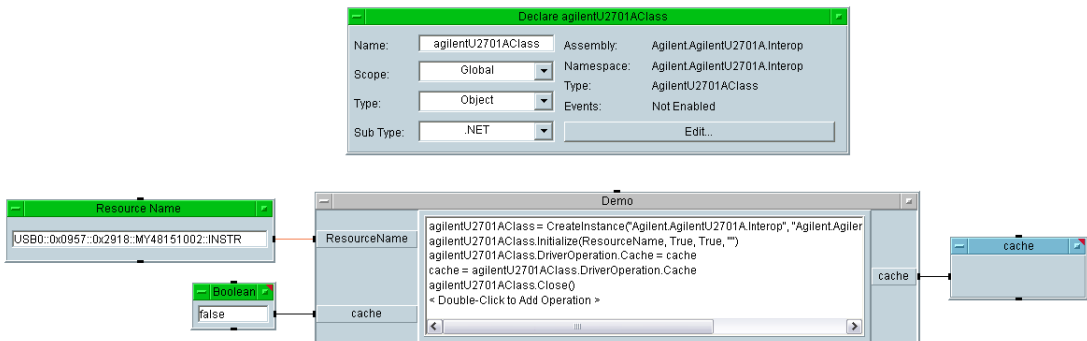 Declare agilentU2701AClass
Name: agilentU2701AClass Assembly: Agilent.AgilentU2701A.Interop
Scope: Global Namespace: Agilent.AgilentU2701A.Interop
Type: Object Type: AgilentU2701AClass
Events: Not Enabled
Sub Type: .NET Edit...
Resource Name
USB0::0x0957::0x2918::MY48151002::INSTR
Boolean
false
Demo
ResourceName
cache
agilentU2701AClass = CreateInstance("Agilent.AgilentU2701A.Interop", "Agilent.Agiler
agilentU2701AClass.Initialize(ResourceName, True, True, "")
agilentU2701AClass.DriverOperation.Cache = cache
cache = agilentU2701AClass.DriverOperation.Cache
agilentU2701AClass.Close()
< Double-Click to Add Operation >
cache
cache